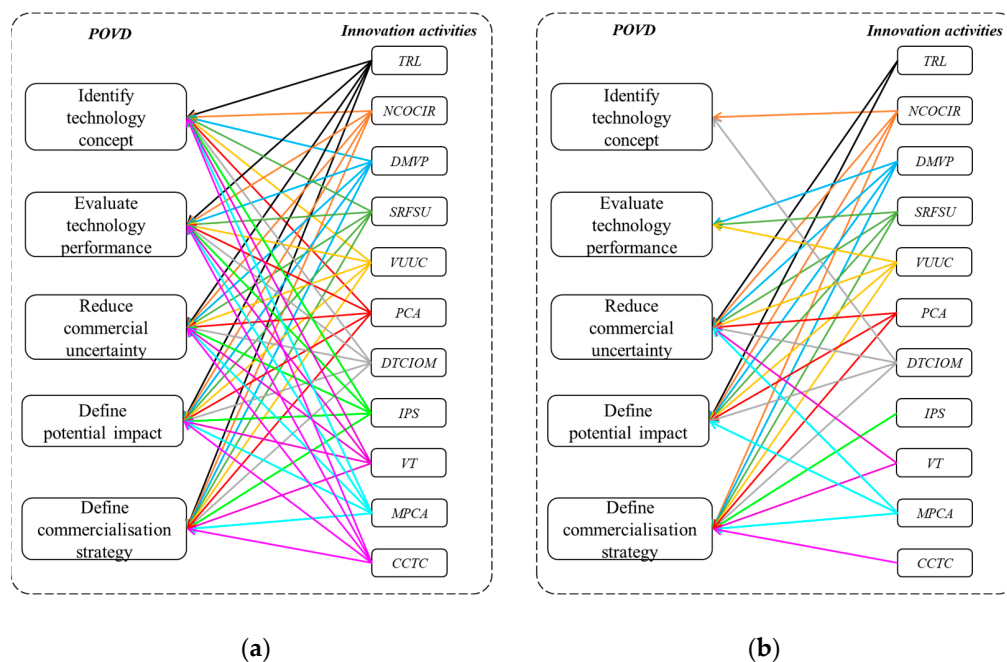 POVD
Innovation activities
Identify
technology
concept
Evaluate
technology
performance
Reduce
commercial
uncertainty
Define
potential impact
Define
commercialisation
strategy
TRL
NCOCIR
DMVP
SRFSU
VUUC
PCA
DTCIOM
IPS
VT
MPCA
CCTC
(a)
POVD
Innovation activities
Identify
technology
concept
Evaluate
technology
performance
Reduce
commercial
uncertainty
Define
potential impact
Define
commercialisation
strategy
TRL
NCOCIR
DMVP
SRFSU
VUUC
PCA
DTCIOM
IPS
VT
MPCA
CCTC
(b)